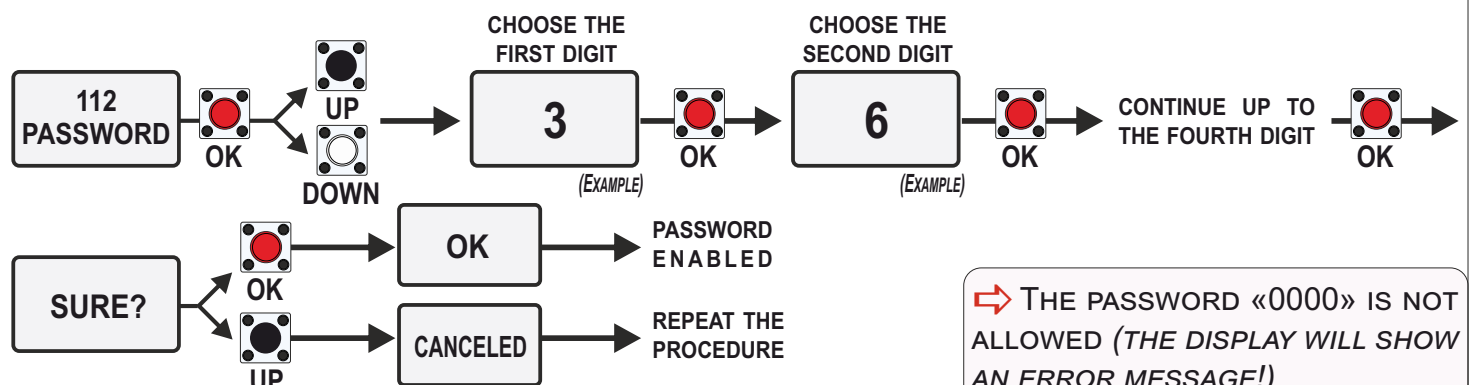 CHOOSE THE
FIRST DIGIT
CHOOSE THE
SECOND DIGIT
112
PASSWORD
OK
UP
DOWN
3
(EXAMPLE)
OK
6
(EXAMPLE)
OK
CONTINUE UP TO
THE FOURTH DIGIT
OK
SURE?
OK
UP
OK
PASSWORD
ENABLED
CANCELED
REPEAT THE
PROCEDURE
THE PASSWORD «0000» IS NOT
ALLOWED (THE DISPLAY WILL SHOW
AN ERROR MESSAGE!)